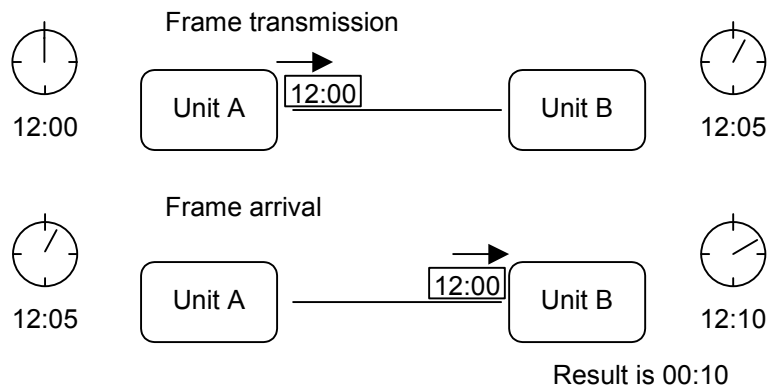 Frame transmission
12:00
Unit A
12:00
Unit B
12:05
Frame arrival
12:05
Unit A
12:00
Unit B
12:10
Result is 00:10